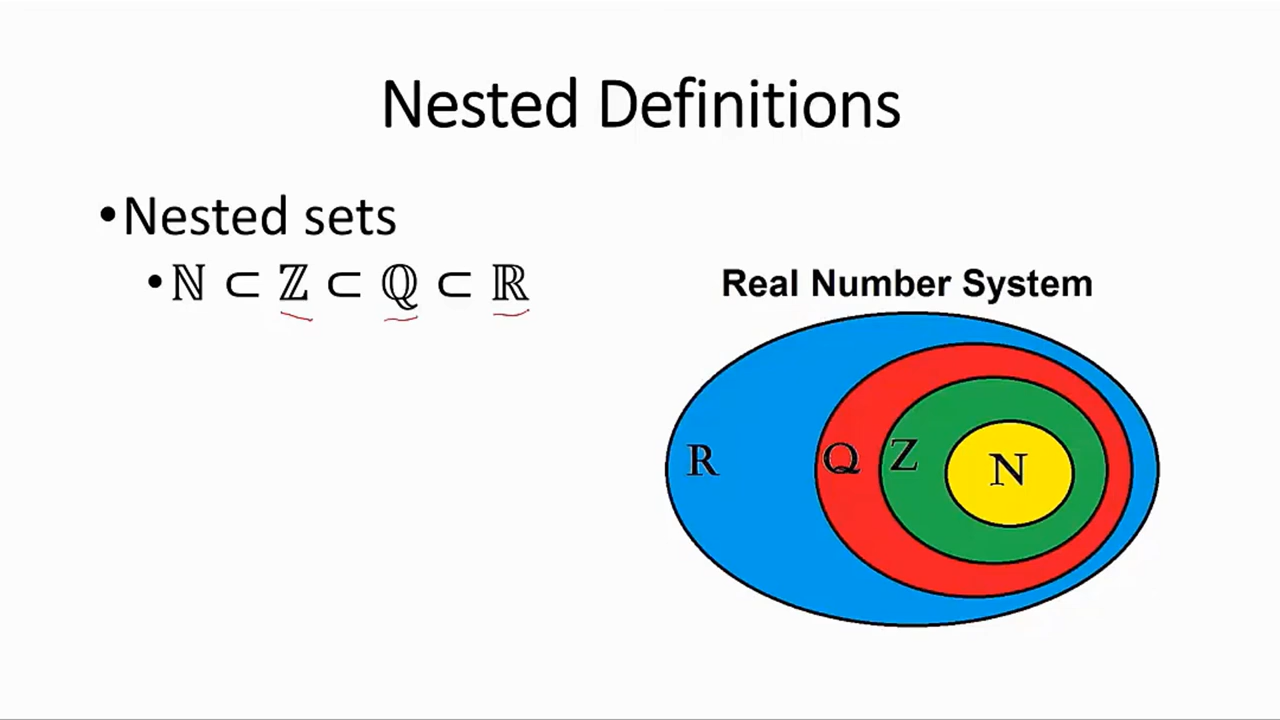 Nested Definitions
•Nested sets
•ℕ ⊂ ℤ ⊂ ℚ ⊂ ℝ
Real Number System
R Q Z N